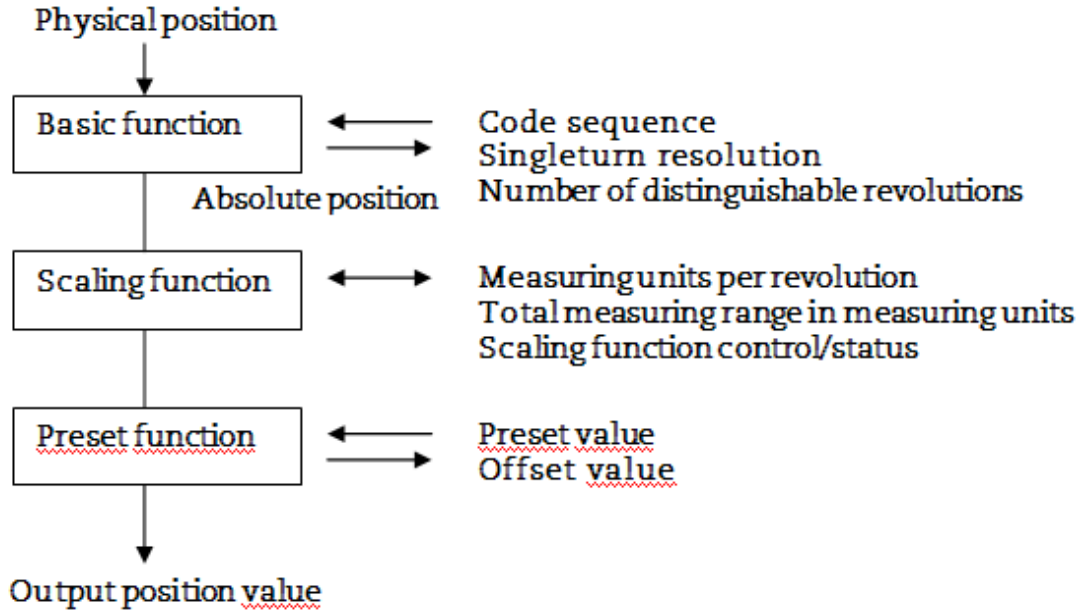 Physical position
Basic function
Code sequence
Singleturn resolution
Number of distinguishable revolutions
Absolute position
Scaling function
Measuring units per revolution
Total measuring range in measuring units
Scaling function control/status
Preset function
Preset value
Offset value
Output position value